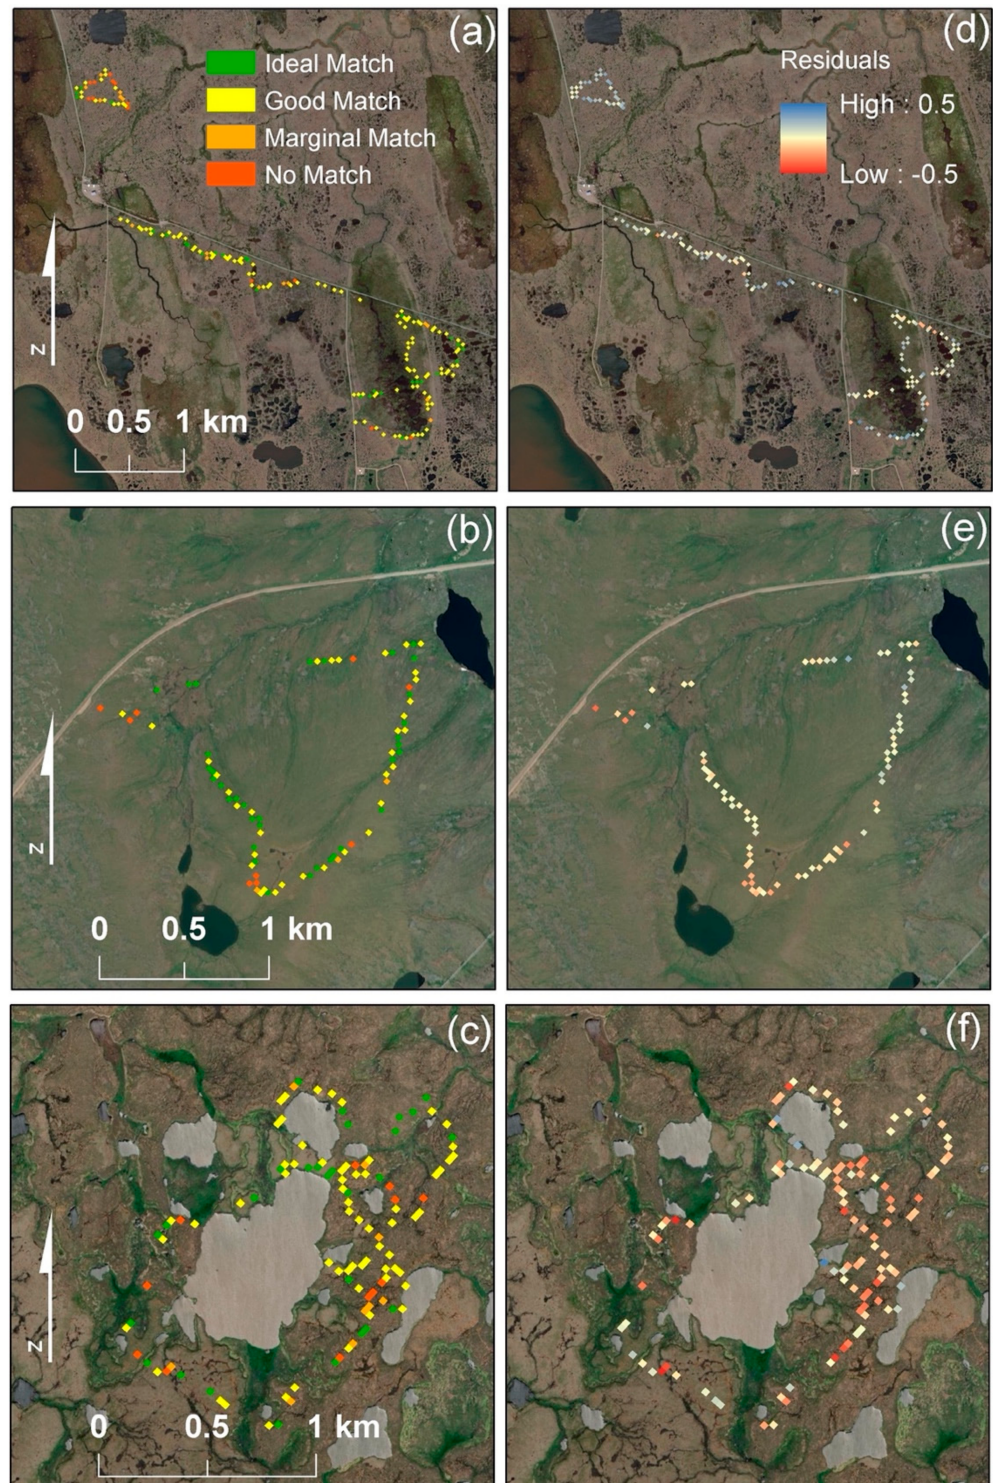 (a)
Ideal Match
Good Match
Marginal Match
No Match
N
0 0.5 1 km
(d)
Residuals
High : 0.5
Low : -0.5
(b)
N
0 0.5 1 km
(e)
(c)
N
0 0.5 1 km
(f)